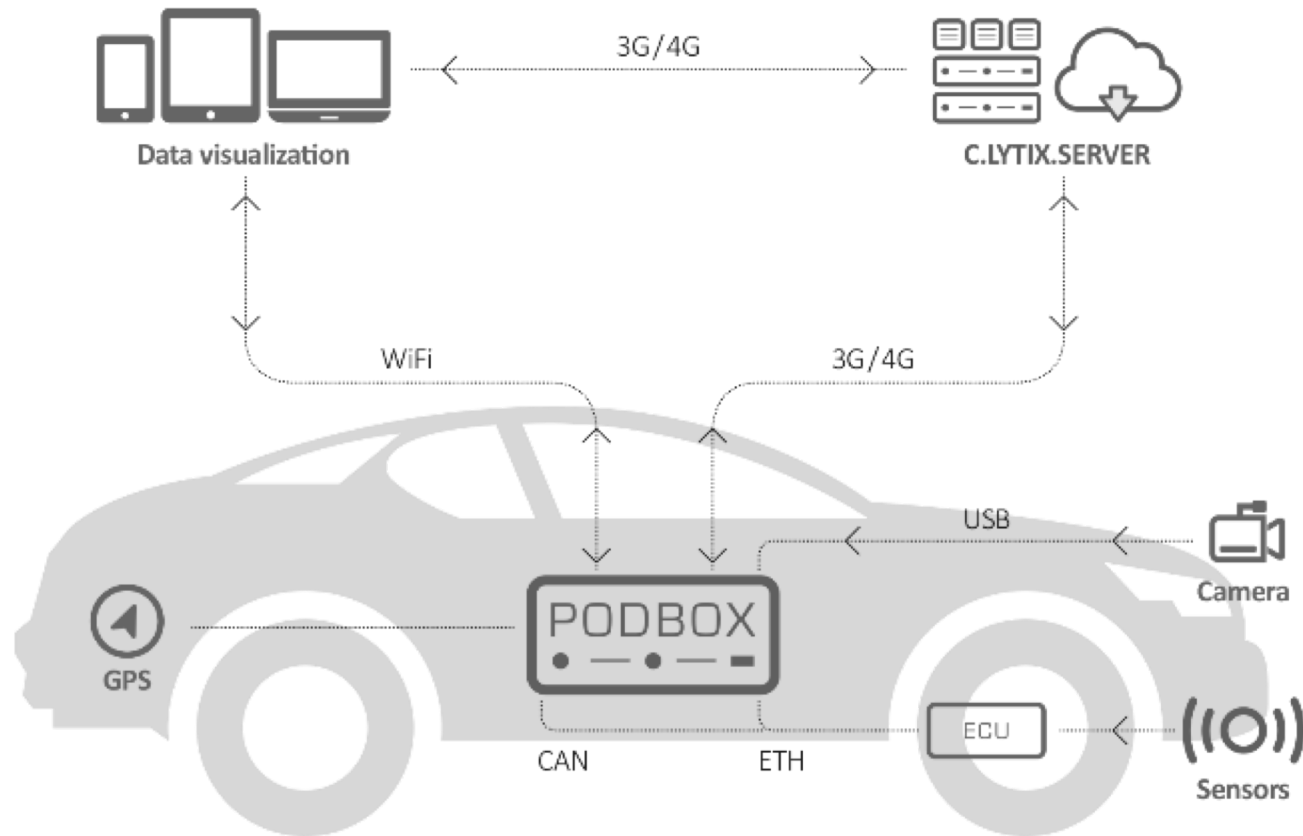 3G/4G
Data visualization
C.LYTIX.SERVER
WiFi
3G/4G
USB
Camera
PODBOX
GPS
ECU
CAN
ETH
Sensors